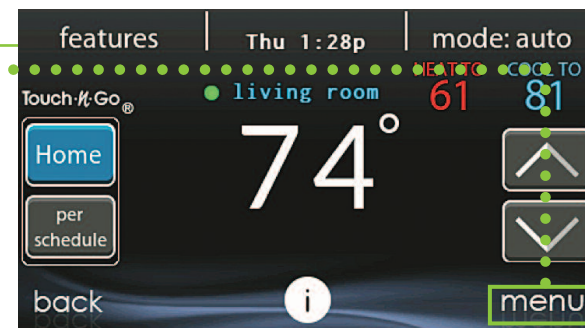 features
Thu 1:28p
mode: auto
Touch-N-Go®
living room
HEAT TO
COOL TO
61
81
Home
74°
per
schedule
back
i
menu